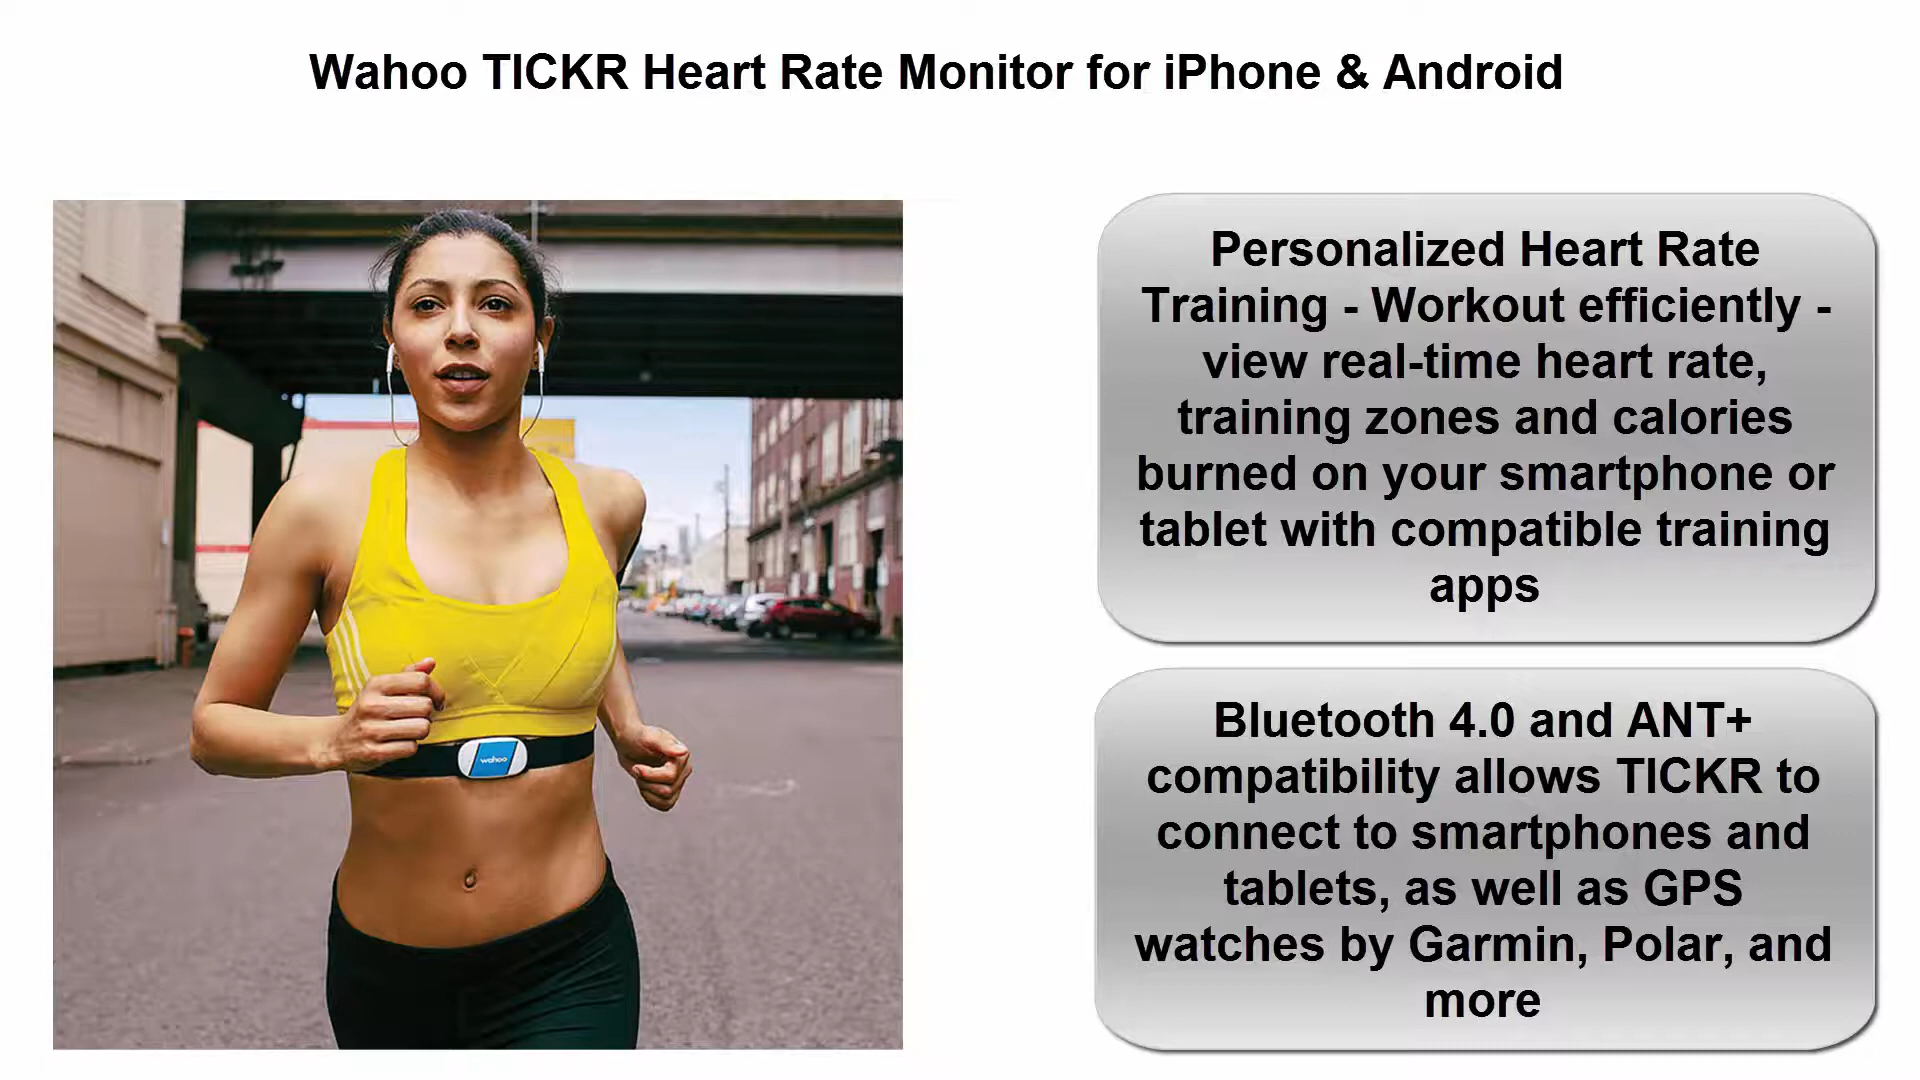 Wahoo TICKR Heart Rate Monitor for iPhone & Android
Personalized Heart Rate
Training - Workout efficiently -
view real-time heart rate,
training zones and calories
burned on your smartphone or
tablet with compatible training
apps
wahoo
Bluetooth 4.0 and ANT+
compatibility allows TICKR to
connect to smartphones and
tablets, as well as GPS
watches by Garmin, Polar, and
more